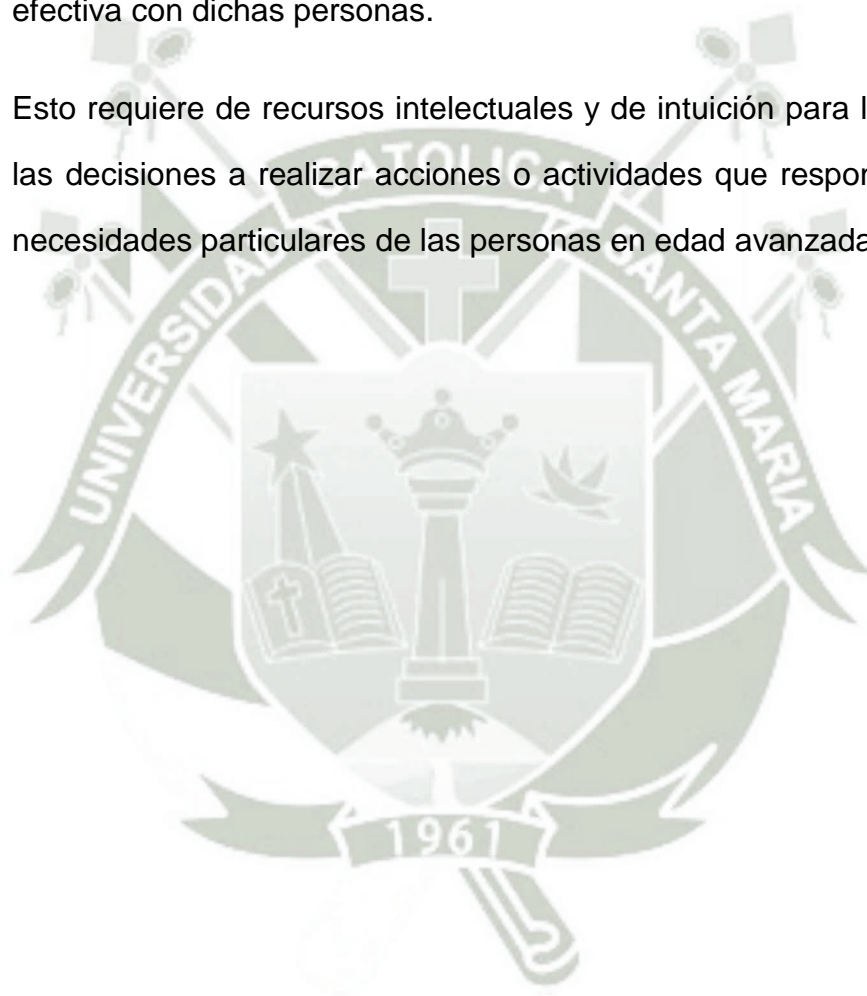 efectiva con dichas personas.
Esto requiere de recursos intelectuales y de intuición para
las decisiones a realizar acciones o actividades que
necesidades particulares de las personas en edad avanzada
UNIVERSIDAD CATOLICA SANTA MARIA
1961